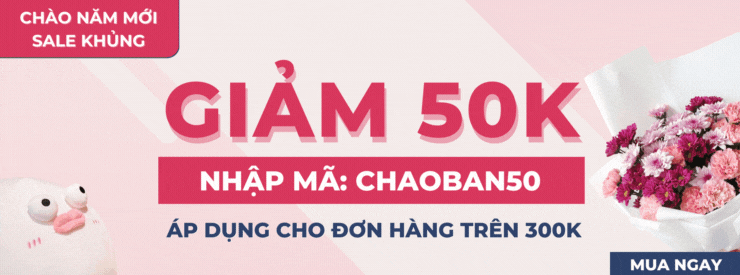 CHÀO NĂM MỚI
SALE KHỦNG
GIẢM 50K
NHẬP MÃ: CHAOBAN50
ÁP DỤNG CHO ĐƠN HÀNG TRÊN 300K
MUA NGAY